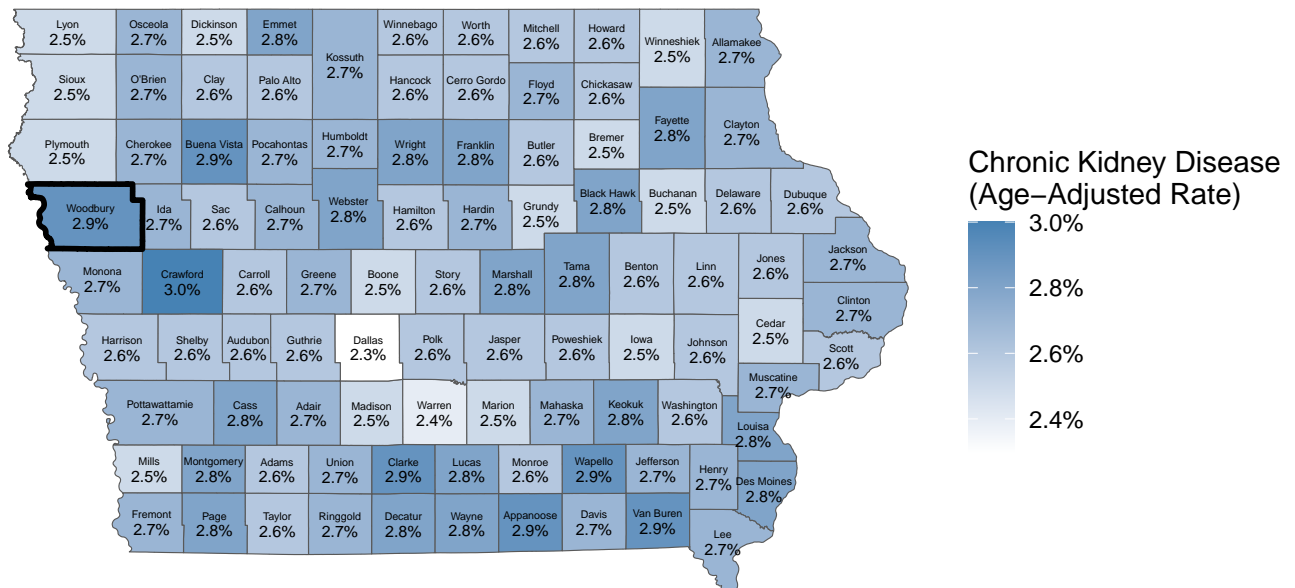 Lyon
2.5%
Osceola
2.7%
Dickinson
2.5%
Emmet
2.8%
Kossuth
2.7%
Winnebago
2.6%
Worth
2.6%
Mitchell
2.6%
Howard
2.6%
Winneshiek
2.5%
Allamakee
2.7%
Sioux
2.5%
O'Brien
2.7%
Clay
2.6%
Palo Alto
2.6%
Hancock
2.6%
Cerro Gordo
2.6%
Floyd
2.7%
Chickasaw
2.6%
Fayette
2.8%
Clayton
2.7%
Plymouth
2.5%
Cherokee
2.7%
Buena Vista
2.9%
Pocahontas
2.7%
Humboldt
2.7%
Wright
2.8%
Franklin
2.8%
Butler
2.6%
Bremer
2.5%
Woodbury
2.9%
Ida
2.7%
Sac
2.6%
Calhoun
2.7%
Webster
2.8%
Hamilton
2.6%
Hardin
2.7%
Grundy
2.5%
Black Hawk
2.8%
Buchanan
2.5%
Delaware
2.6%
Dubuque
2.6%
Monona
2.7%
Crawford
3.0%
Carroll
2.6%
Greene
2.7%
Boone
2.5%
Story
2.6%
Marshall
2.8%
Tama
2.8%
Benton
2.6%
Linn
2.6%
Jones
2.6%
Jackson
2.7%
Clinton
2.7%
Cedar
2.5%
Scott
2.6%
Harrison
2.6%
Shelby
2.6%
Audubon
2.6%
Guthrie
2.6%
Dallas
2.3%
Polk
2.6%
Jasper
2.6%
Poweshiek
2.6%
Iowa
2.5%
Johnson
2.6%
Muscatine
2.7%
Pottawattamie
2.7%
Cass
2.8%
Adair
2.7%
Madison
2.5%
Warren
2.4%
Marion
2.5%
Mahaska
2.7%
Keokuk
2.8%
Washington
2.6%
Louisa
2.8%
Mills
2.5%
Montgomery
2.8%
Adams
2.6%
Union
2.7%
Clarke
2.9%
Lucas
2.8%
Monroe
2.6%
Wapello
2.9%
Jefferson
2.7%
Henry
2.7%
Des Moines
2.8%
Fremont
2.7%
Page
2.8%
Taylor
2.6%
Ringgold
2.7%
Decatur
2.8%
Wayne
2.8%
Appanoose
2.9%
Davis
2.7%
Van Buren
2.9%
Lee
2.7%
Chronic Kidney Disease
(Age−Adjusted Rate)
3.0%
2.8%
2.6%
2.4%